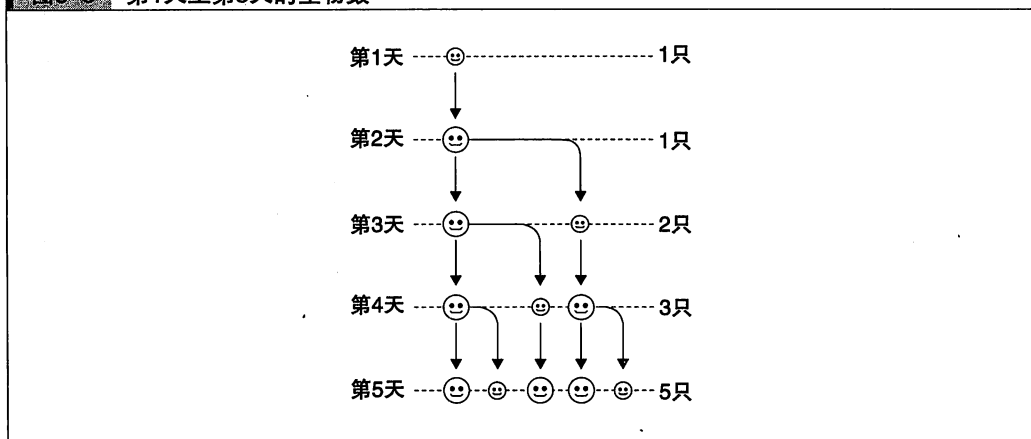 第1天 1只
第2天 1只
第3天 2只
第4天 3只
第5天 5只